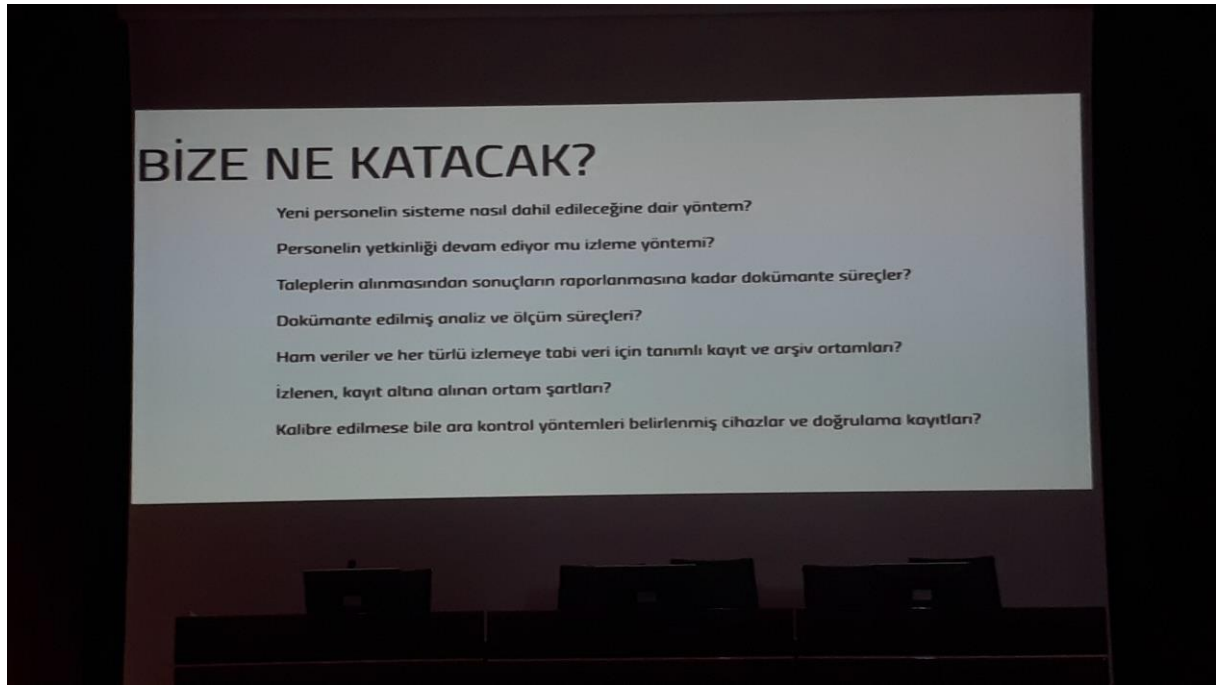 BİZE NE KATACAK?
Yeni personelin sisteme nasıl dahil edileceğine dair yöntem?
Personelin yetkinliği devam ediyor mu izleme yöntemi?
Taleplerin alınmasından sonuçların raporlanmasına kadar dokümante süreçler?
Dokümante edilmiş analiz ve ölçüm süreçleri?
Ham veriler ve her türlü izlemeye tabi veri için tanımlı kayıt ve arşiv ortamları?
İzlenen, kayıt altına alınan ortam şartları?
Kalibre edilmese bile ara kontrol yöntemleri belirlenmiş cihazlar ve doğrulama kayıtları?